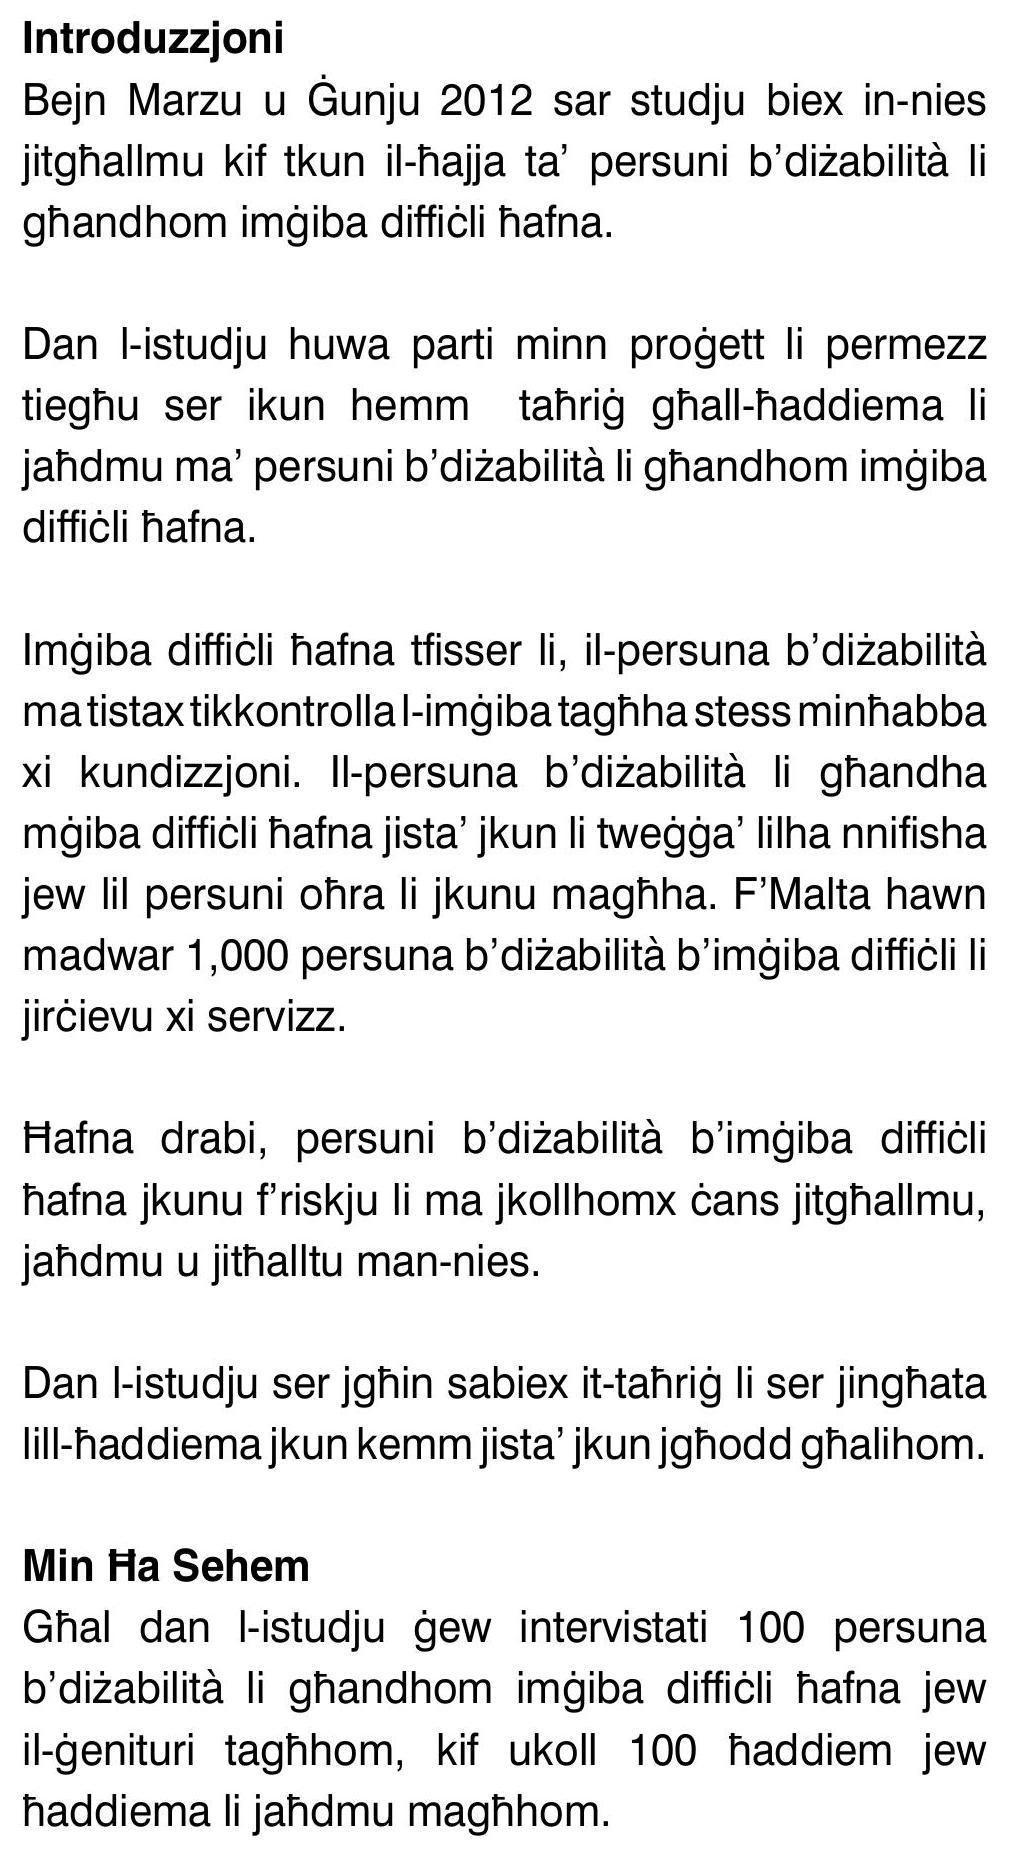 Introduzzjoni
Bejn Marzu u Ġunju 2012 sar studju biex in-nies
jitgħallmu kif tkun il-ħajja ta’ persuni b’diżabilità li
għandhom imġiba diffiċli ħafna.
Dan l-istudju huwa parti minn proġett li permezz
tiegħu ser ikun hemm taħriġ għall-ħaddiema li
jaħdmu ma’ persuni b’diżabilità li għandhom imġiba
diffiċli ħafna.
Imġiba diffiċli ħafna tfisser li, il-persuna b’diżabilità
ma tistax tikkontrolla l-imġiba tagħha stess minħabba
xi kundizzjoni. Il-persuna b’diżabilità li għandha
mġiba diffiċli ħafna jista’ jkun li tweġġa’ lilha nnifisha
jew lil persuni oħra li jkunu magħha. F’Malta hawn
madwar 1,000 persuna b’diżabilità b’imġiba diffiċli li
jirċievu xi servizz.
Ħafna drabi, persuni b’diżabilità b’imġiba diffiċli
ħafna jkunu f’riskju li ma jkollhomx ċans jitgħallmu,
jaħdmu u jitħalltu man-nies.
Dan l-istudju ser jgħin sabiex it-taħriġ li ser jingħata
lill-ħaddiema jkun kemm jista’ jkun jgħodd għalihom.
Min Ħa Sehem
Għal dan l-istudju ġew intervistati 100 persuna
b’diżabilità li għandhom imġiba diffiċli ħafna jew
il-ġenituri tagħhom, kif ukoll 100 ħaddiem jew
ħaddiema li jaħdmu magħhom.